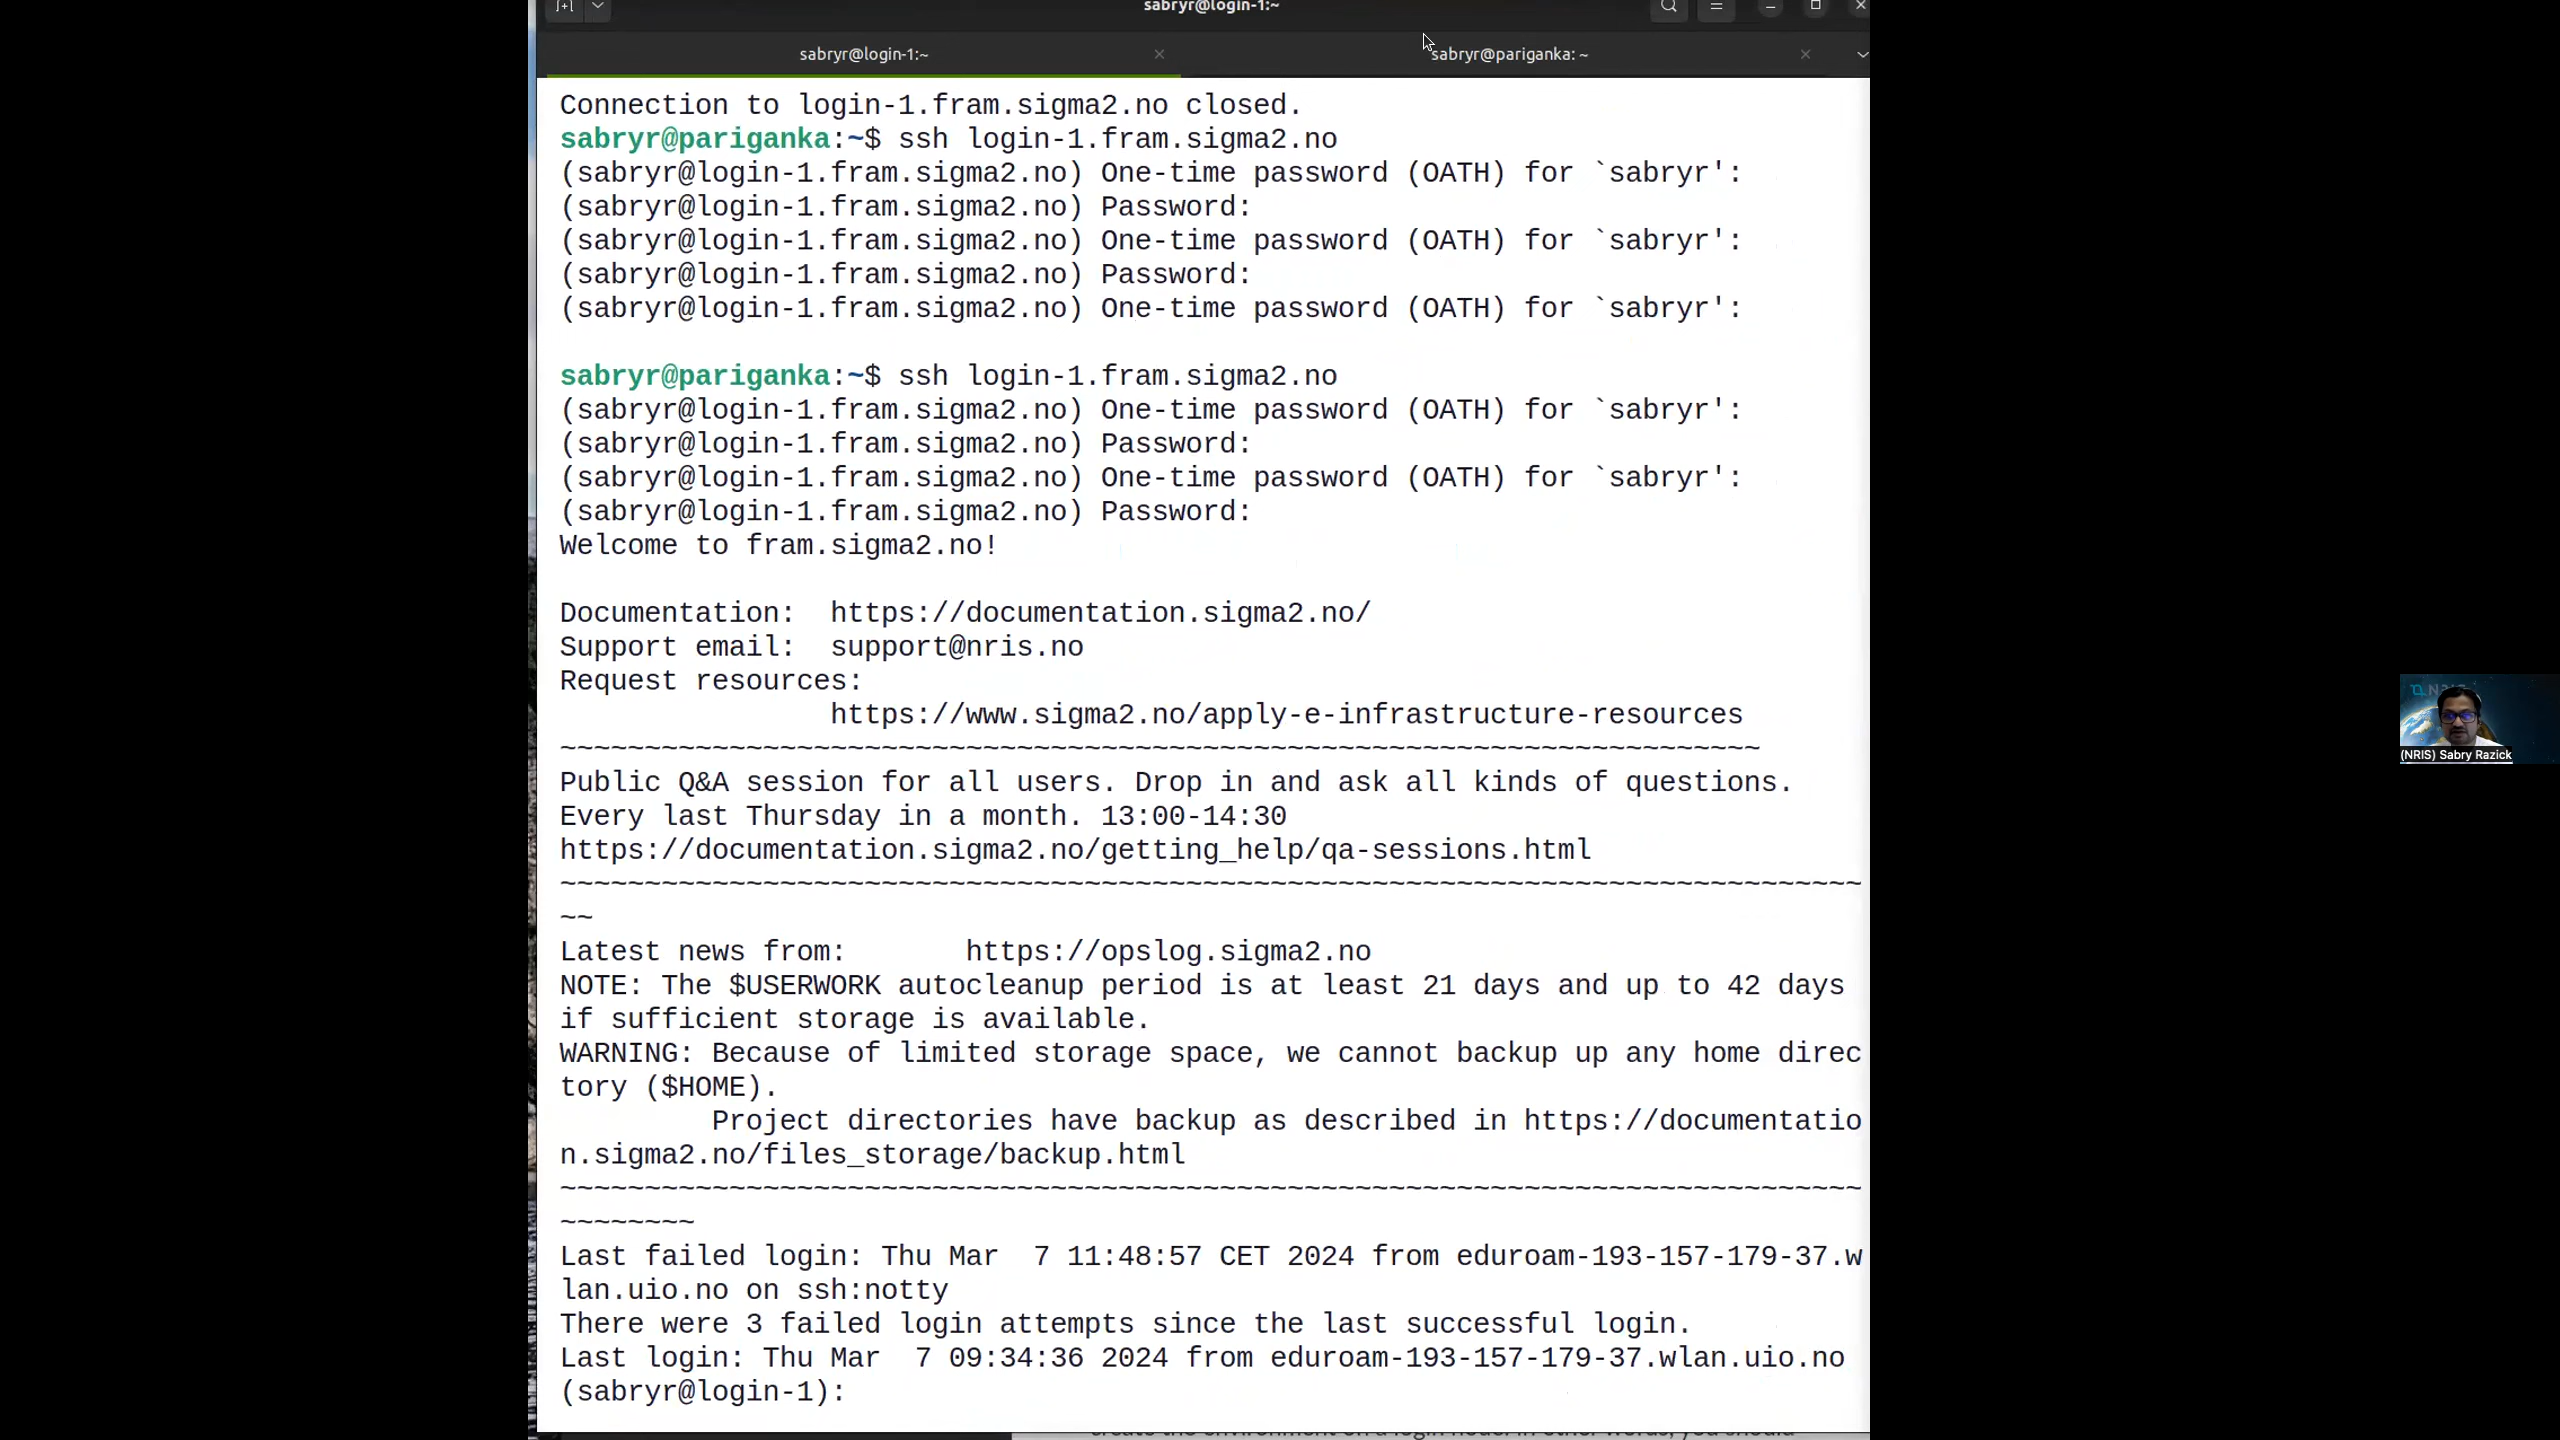 sabryr@login-1:~
sabryr@login-1:~
sabryr@pariganka: ~
Connection to login-1.fram.sigma2.no closed.
sabryr@pariganka:~$ ssh login-1.fram.sigma2.no
(sabryr@login-1.fram.sigma2.no) One-time password (OATH) for `sabryr':
(sabryr@login-1.fram.sigma2.no) Password:
(sabryr@login-1.fram.sigma2.no) One-time password (OATH) for `sabryr':
(sabryr@login-1.fram.sigma2.no) Password:
(sabryr@login-1.fram.sigma2.no) One-time password (OATH) for `sabryr':
sabryr@pariganka:~$ ssh login-1.fram.sigma2.no
(sabryr@login-1.fram.sigma2.no) One-time password (OATH) for `sabryr':
(sabryr@login-1.fram.sigma2.no) Password:
(sabryr@login-1.fram.sigma2.no) One-time password (OATH) for `sabryr':
(sabryr@login-1.fram.sigma2.no) Password:
Welcome to fram.sigma2.no!
Documentation:  https://documentation.sigma2.no/
Support email:  support@nris.no
Request resources:
https://www.sigma2.no/apply-e-infrastructure-resources
~~~~~~~~~~~~~~~~~~~~~~~~~~~~~~~~~~~~~~~~~~~~~~~~~~~~~~~~~~~~~~~~~~~~~~~
Public Q&A session for all users. Drop in and ask all kinds of questions.
Every last Thursday in a month. 13:00-14:30
https://documentation.sigma2.no/getting_help/qa-sessions.html
~~~~~~~~~~~~~~~~~~~~~~~~~~~~~~~~~~~~~~~~~~~~~~~~~~~~~~~~~~~~~~~~~~~~~~~~~~~~~
~~
Latest news from:       https://opslog.sigma2.no
NOTE: The $USERWORK autocleanup period is at least 21 days and up to 42 days
if sufficient storage is available.
WARNING: Because of limited storage space, we cannot backup up any home direc
tory ($HOME).
Project directories have backup as described in https://documentatio
n.sigma2.no/files_storage/backup.html
~~~~~~~~~~~~~~~~~~~~~~~~~~~~~~~~~~~~~~~~~~~~~~~~~~~~~~~~~~~~~~~~~~~~~~~~~~~~~
~~~~~~~~
Last failed login: Thu Mar  7 11:48:57 CET 2024 from eduroam-193-157-179-37.w
lan.uio.no on ssh:notty
There were 3 failed login attempts since the last successful login.
Last login: Thu Mar  7 09:34:36 2024 from eduroam-193-157-179-37.wlan.uio.no
(sabryr@login-1):
(NRIS) Sabry Razick